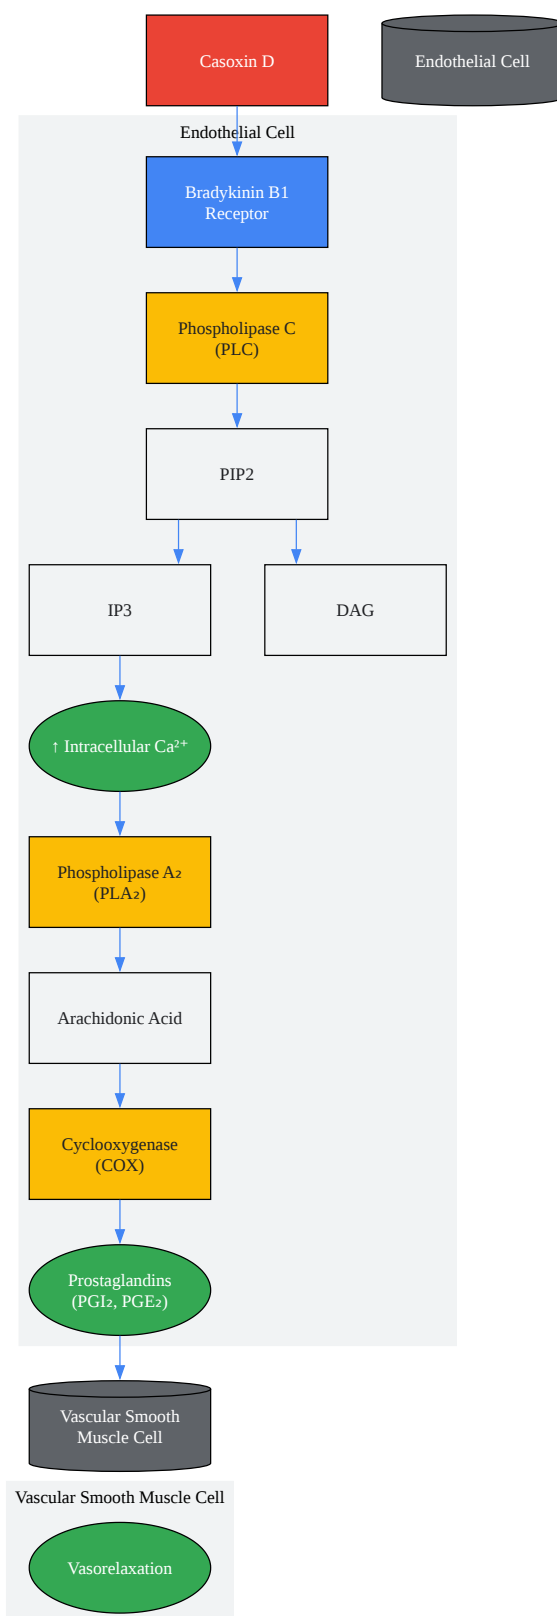 Casoxin D
Endothelial Cell
Endothelial Cell
Bradykinin B1
Receptor
Phospholipase C
(PLC)
PIP2
IP3
DAG
↑ Intracellular Ca²⁺
Phospholipase A₂
(PLA₂)
Arachidonic Acid
Cyclooxygenase
(COX)
Prostaglandins
(PGI₂, PGE₂)
Vascular Smooth
Muscle Cell
Vascular Smooth Muscle Cell
Vasorelaxation